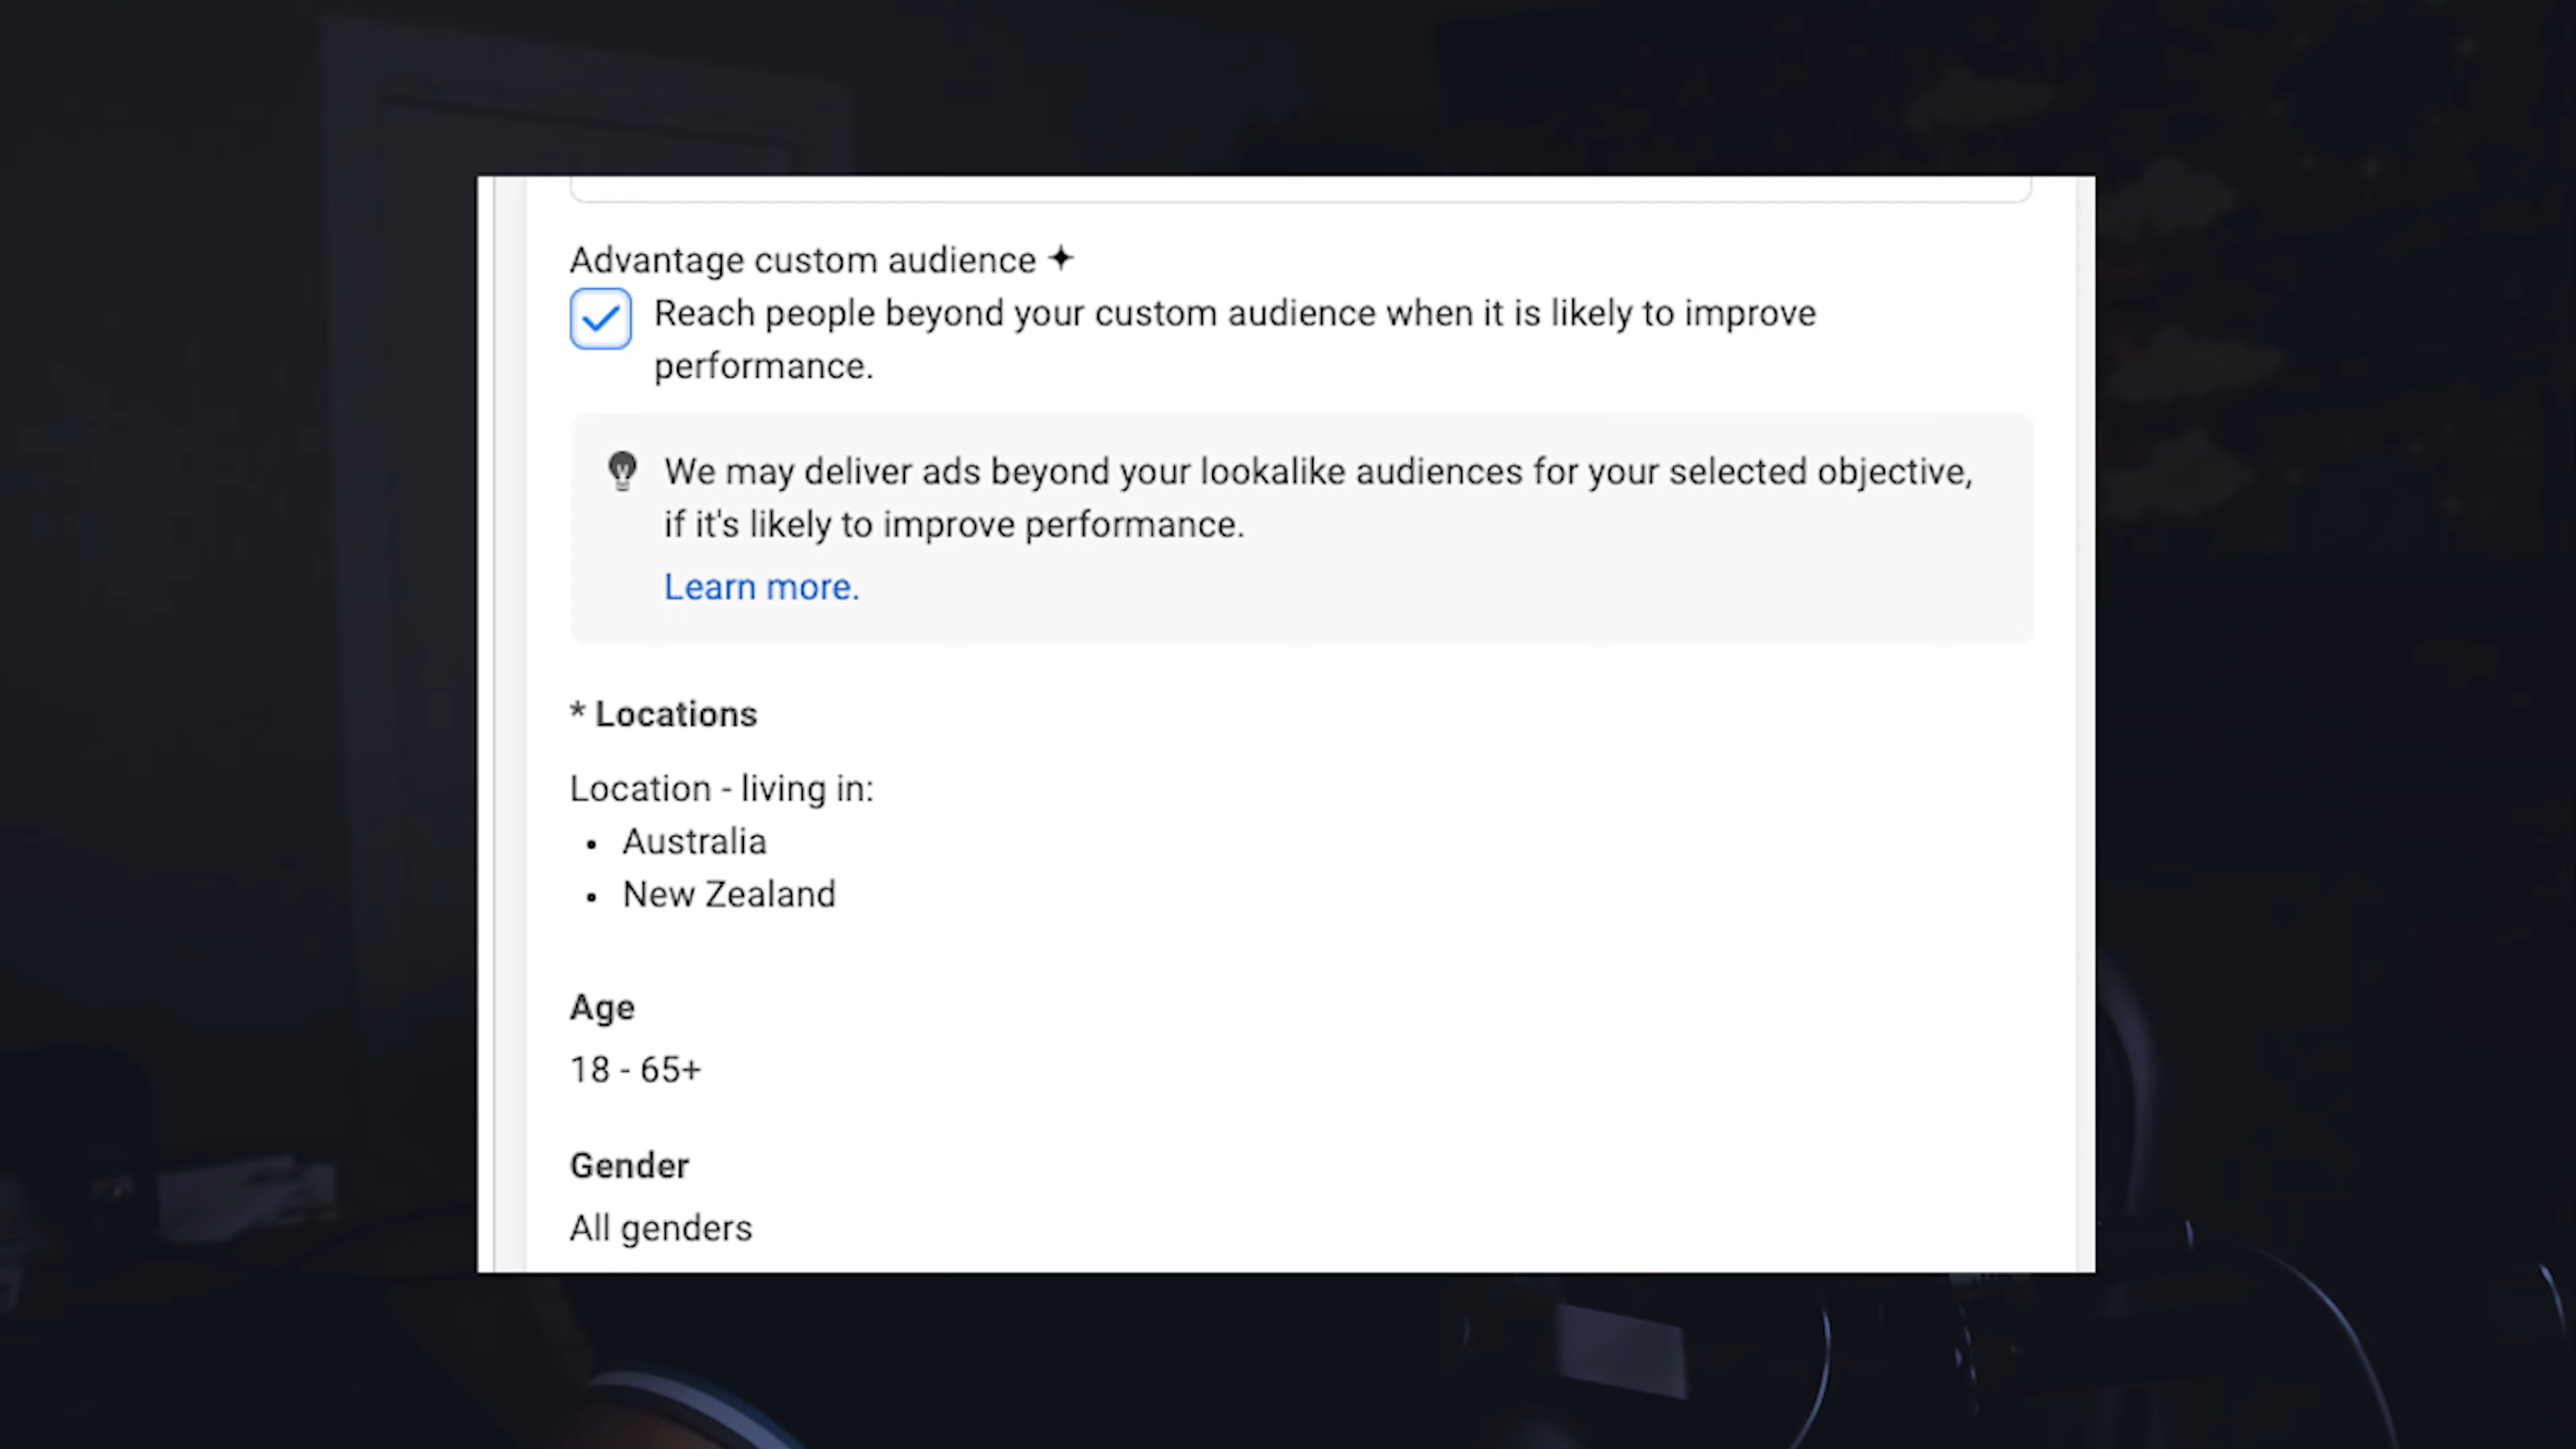 Advantage custom audience
Reach people beyond your custom audience when it is likely to improve
performance.
We may deliver ads beyond your lookalike audiences for your selected objective,
if it's likely to improve performance.
Learn more.
* Locations
Location - living in:
• Australia
• New Zealand
Age
18 - 65+
Gender
All genders